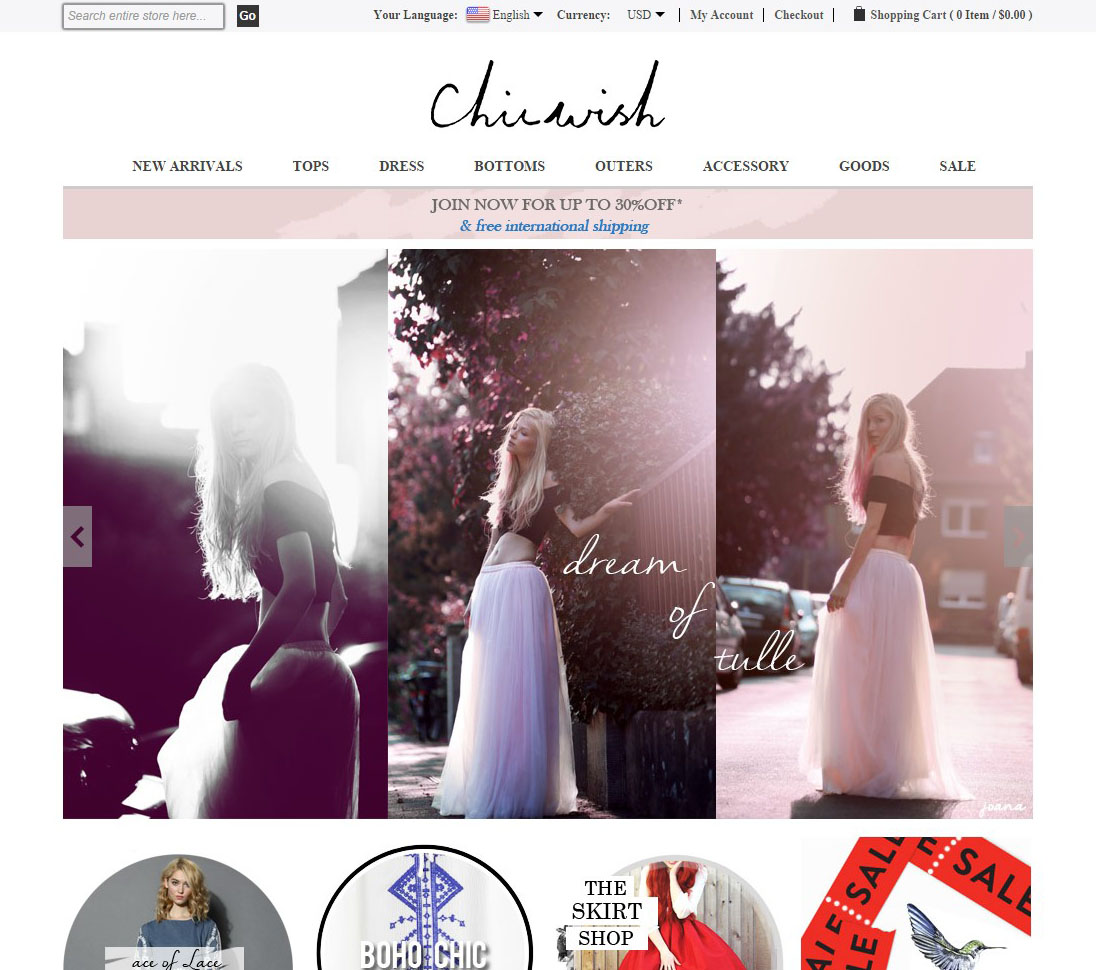 Search entire store here...
Go
Your Language: English Currency: USD My Account Checkout Shopping Cart ( 0 Item / $0.00 )
Chicwish
NEW ARRIVALS TOPS DRESS BOTTOMS OUTERS ACCESSORY GOODS SALE
JOIN NOW FOR UP TO 30%OFF*
& free international shipping
dream
of
tulle
joana
ace of Lace
BOHO CHIC
THE
SKIRT
SHOP
SALE
SALE